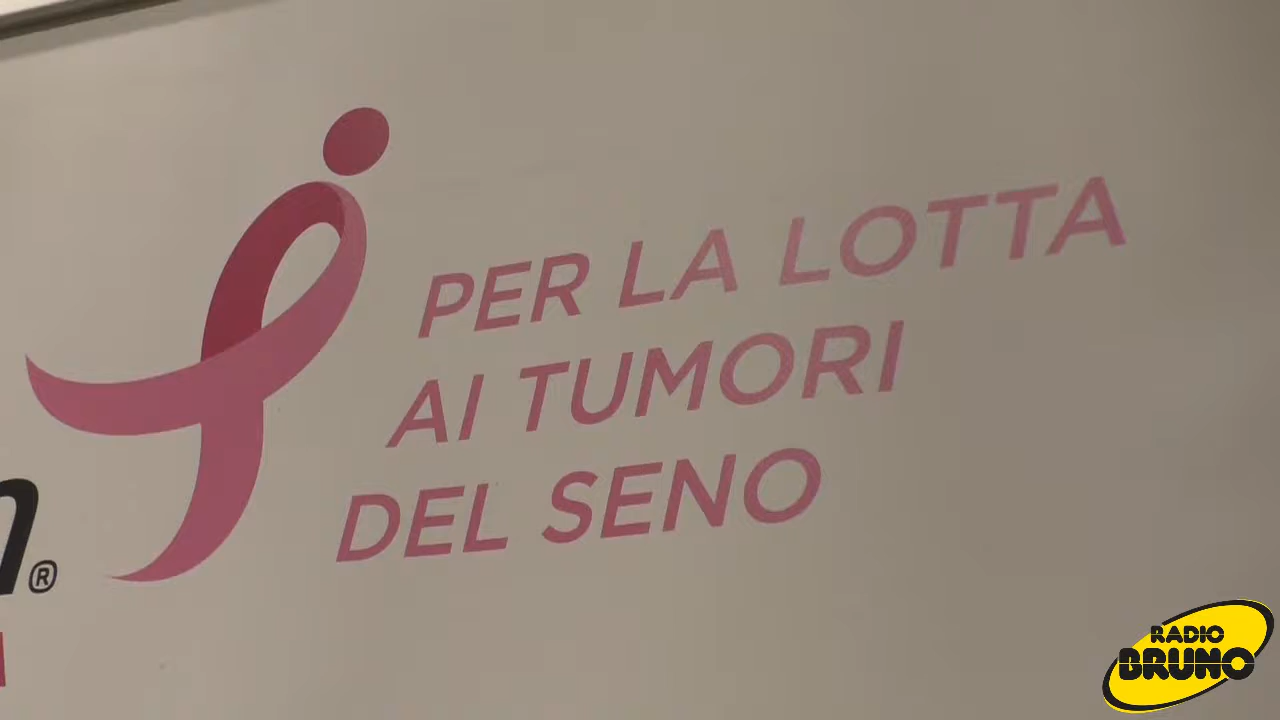 PER LA LOTTA
AI TUMORI
DEL SENO
®
RADIO
BRUNO